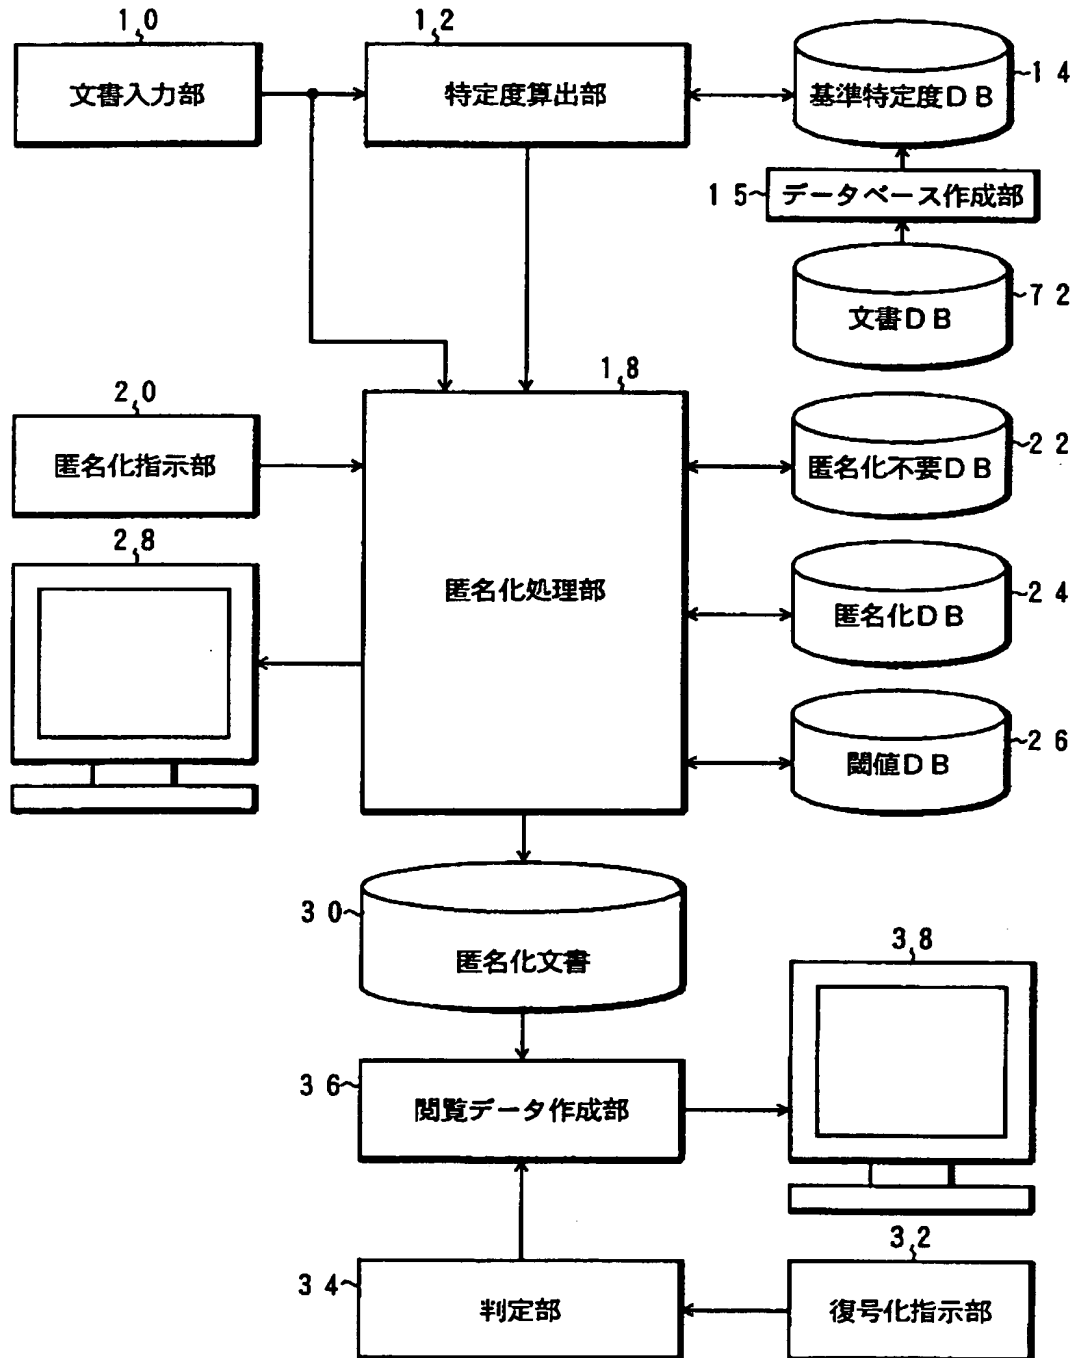 10
文書入力部
12
特定度算出部
14
基準特定度DB
15
データベース作成部
72
文書DB
18
匿名化処理部
20
匿名化指示部
22
匿名化不要DB
28
24
匿名化DB
26
閾値DB
30
匿名化文書
38
36
閲覧データ作成部
32
34
判定部
復号化指示部